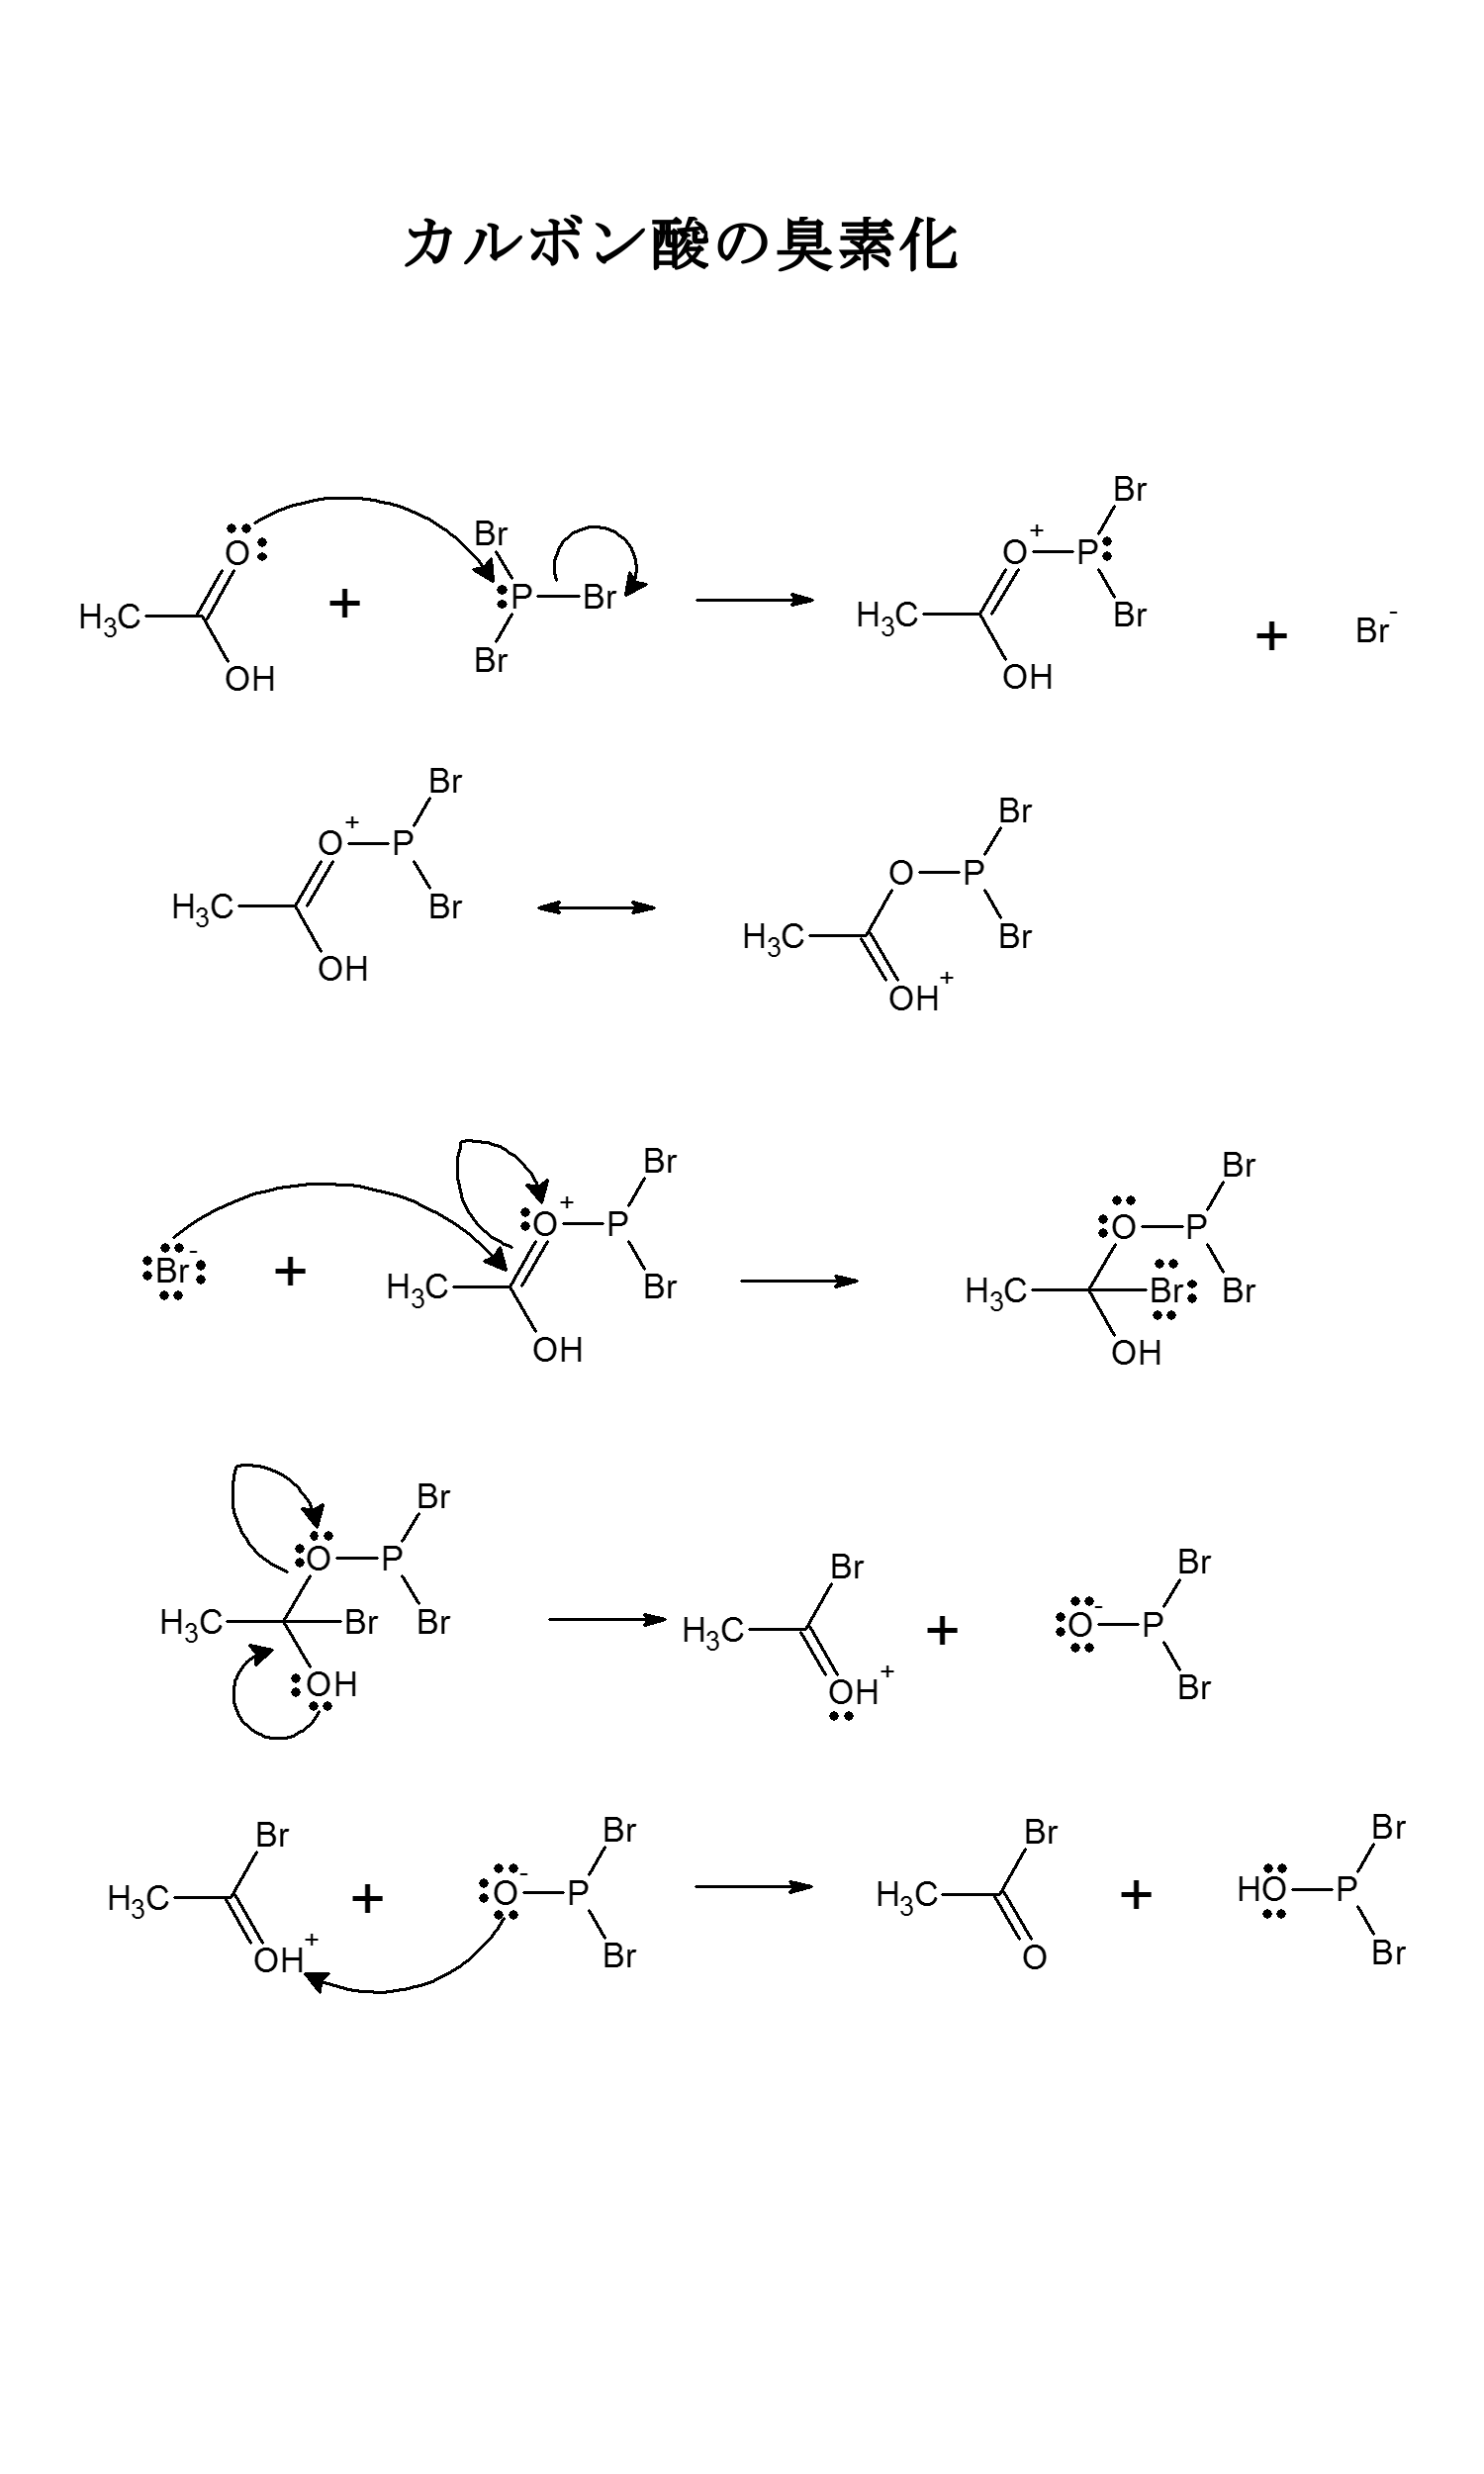 カルボン酸の臭素化
H3C O OH + Br P Br Br H3C O+ P Br Br OH + Br-
H3C O+ P Br Br OH H3C O P Br Br OH+
Br- + H3C O+ P Br Br OH H3C O P Br Br Br OH
H3C O P Br Br Br OH H3C Br OH+ + O- P Br Br
H3C Br OH+ + O- P Br Br H3C Br O + HO P Br Br